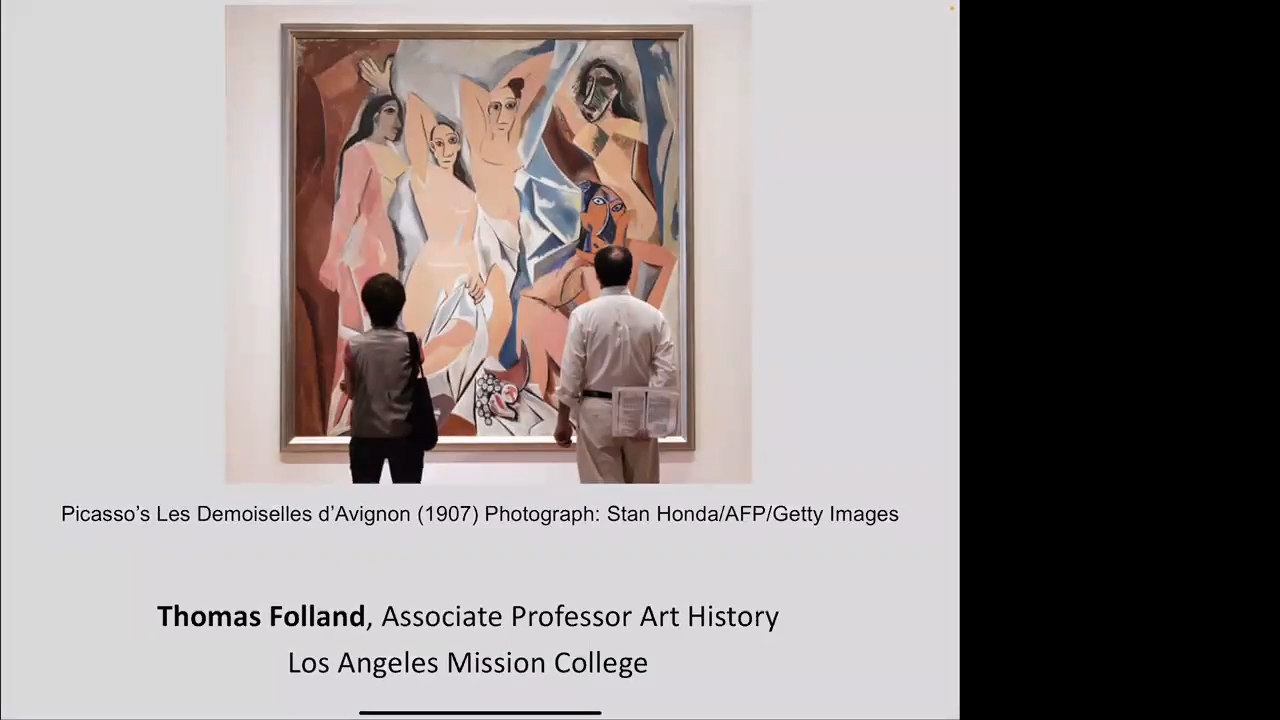 Picasso’s Les Demoiselles d’Avignon (1907) Photograph: Stan Honda/AFP/Getty Images
Thomas Folland, Associate Professor Art History
Los Angeles Mission College